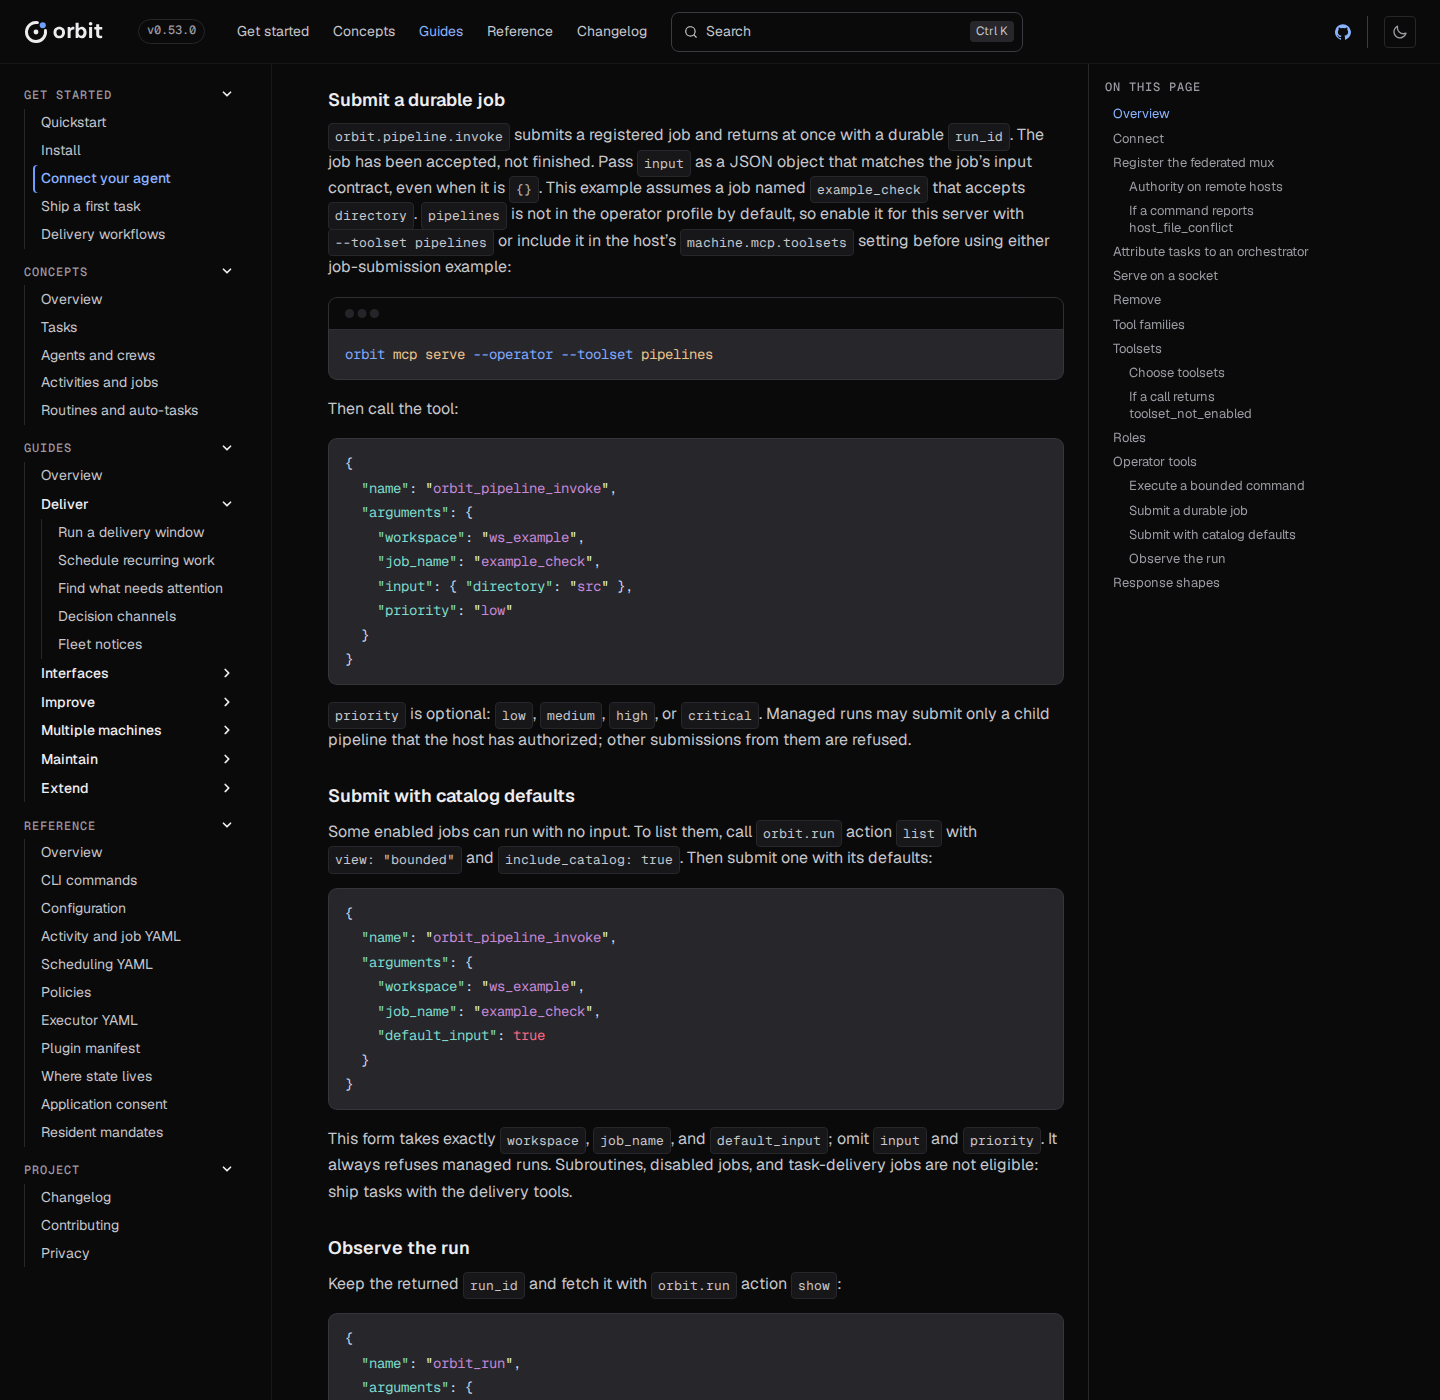 orbit
v0.53.0
Get started
Concepts
Guides
Reference
Changelog
Search
Ctrl K
GET STARTED
Quickstart
Install
Connect your agent
Ship a first task
Delivery workflows
CONCEPTS
Overview
Tasks
Agents and crews
Activities and jobs
Routines and auto-tasks
GUIDES
Overview
Deliver
Run a delivery window
Schedule recurring work
Find what needs attention
Decision channels
Fleet notices
Interfaces
Improve
Multiple machines
Maintain
Extend
REFERENCE
Overview
CLI commands
Configuration
Activity and job YAML
Scheduling YAML
Policies
Executor YAML
Plugin manifest
Where state lives
Application consent
Resident mandates
PROJECT
Changelog
Contributing
Privacy
Submit a durable job
orbit.pipeline.invoke submits a registered job and returns at once with a durable run_id. The
job has been accepted, not finished. Pass input as a JSON object that matches the job’s input
contract, even when it is {}. This example assumes a job named example_check that accepts
directory. pipelines is not in the operator profile by default, so enable it for this server with
--toolset pipelines or include it in the host’s machine.mcp.toolsets setting before using either
job-submission example:
orbit mcp serve --operator --toolset pipelines
Then call the tool:
{
"name": "orbit_pipeline_invoke",
"arguments": {
"workspace": "ws_example",
"job_name": "example_check",
"input": { "directory": "src" },
"priority": "low"
}
}
priority is optional: low, medium, high, or critical. Managed runs may submit only a child
pipeline that the host has authorized; other submissions from them are refused.
Submit with catalog defaults
Some enabled jobs can run with no input. To list them, call orbit.run action list with
view: "bounded" and include_catalog: true. Then submit one with its defaults:
{
"name": "orbit_pipeline_invoke",
"arguments": {
"workspace": "ws_example",
"job_name": "example_check",
"default_input": true
}
}
This form takes exactly workspace, job_name, and default_input; omit input and priority. It
always refuses managed runs. Subroutines, disabled jobs, and task-delivery jobs are not eligible:
ship tasks with the delivery tools.
Observe the run
Keep the returned run_id and fetch it with orbit.run action show:
{
"name": "orbit_run",
"arguments": {
ON THIS PAGE
Overview
Connect
Register the federated mux
Authority on remote hosts
If a command reports
host_file_conflict
Attribute tasks to an orchestrator
Serve on a socket
Remove
Tool families
Toolsets
Choose toolsets
If a call returns
toolset_not_enabled
Roles
Operator tools
Execute a bounded command
Submit a durable job
Submit with catalog defaults
Observe the run
Response shapes